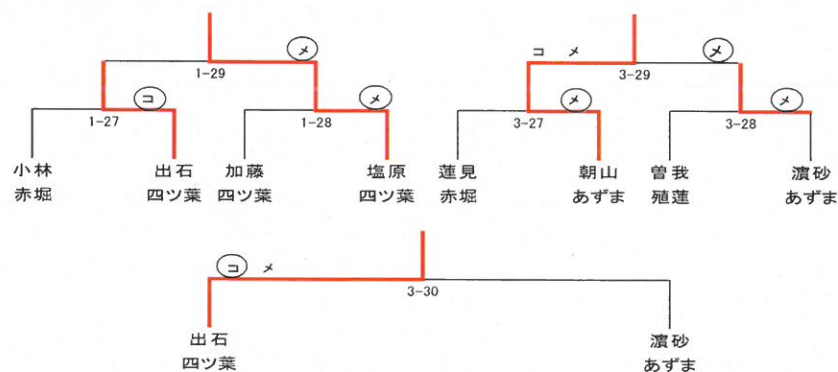 メ
コ メ
メ
1-29
3-29
コ
メ
メ
メ
1-27
1-28
3-27
3-28
小林 出石 加藤 塩原 蓮見 朝山 曽我 濵砂
赤堀 四ツ葉 四ツ葉 四ツ葉 赤堀 あずま 殖蓮 あずま
コ メ
3-30
出石 濵砂
四ツ葉 あずま